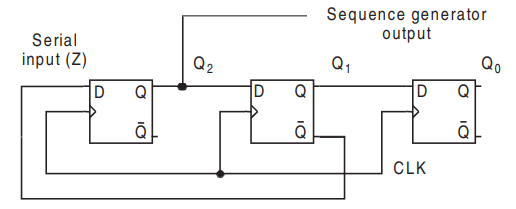 Sequence generator
output
Serial
input (Z)
Q2
Q1
Q0
D Q
Q̅
D Q
Q̅
D Q
Q̅
CLK